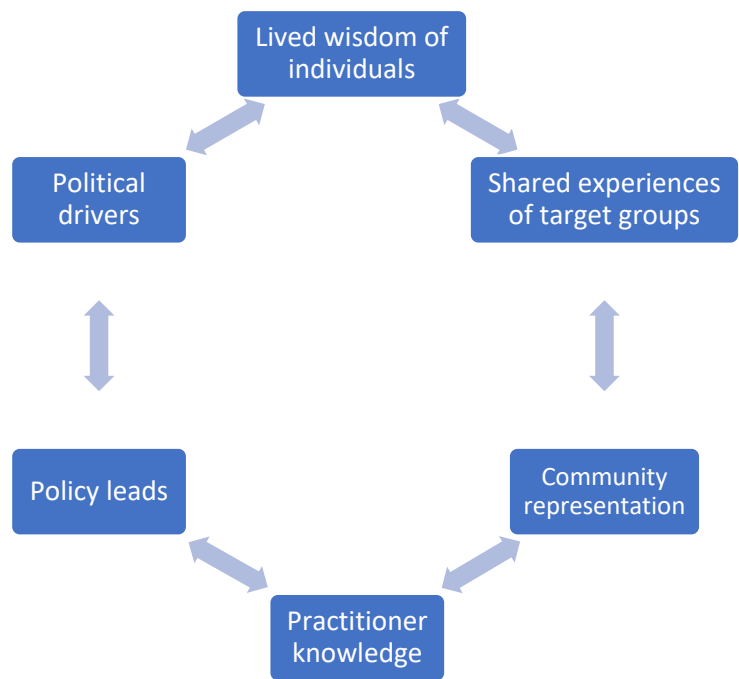 Lived wisdom of
individuals
Political
drivers
Shared experiences
of target groups
Policy leads
Community
representation
Practitioner
knowledge